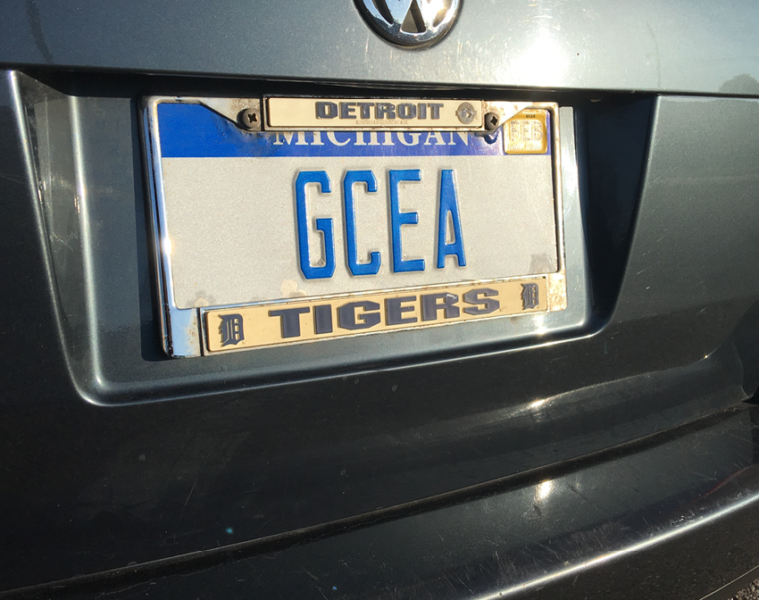 DETROIT
MICHIGAN
GCEA
D TIGERS D